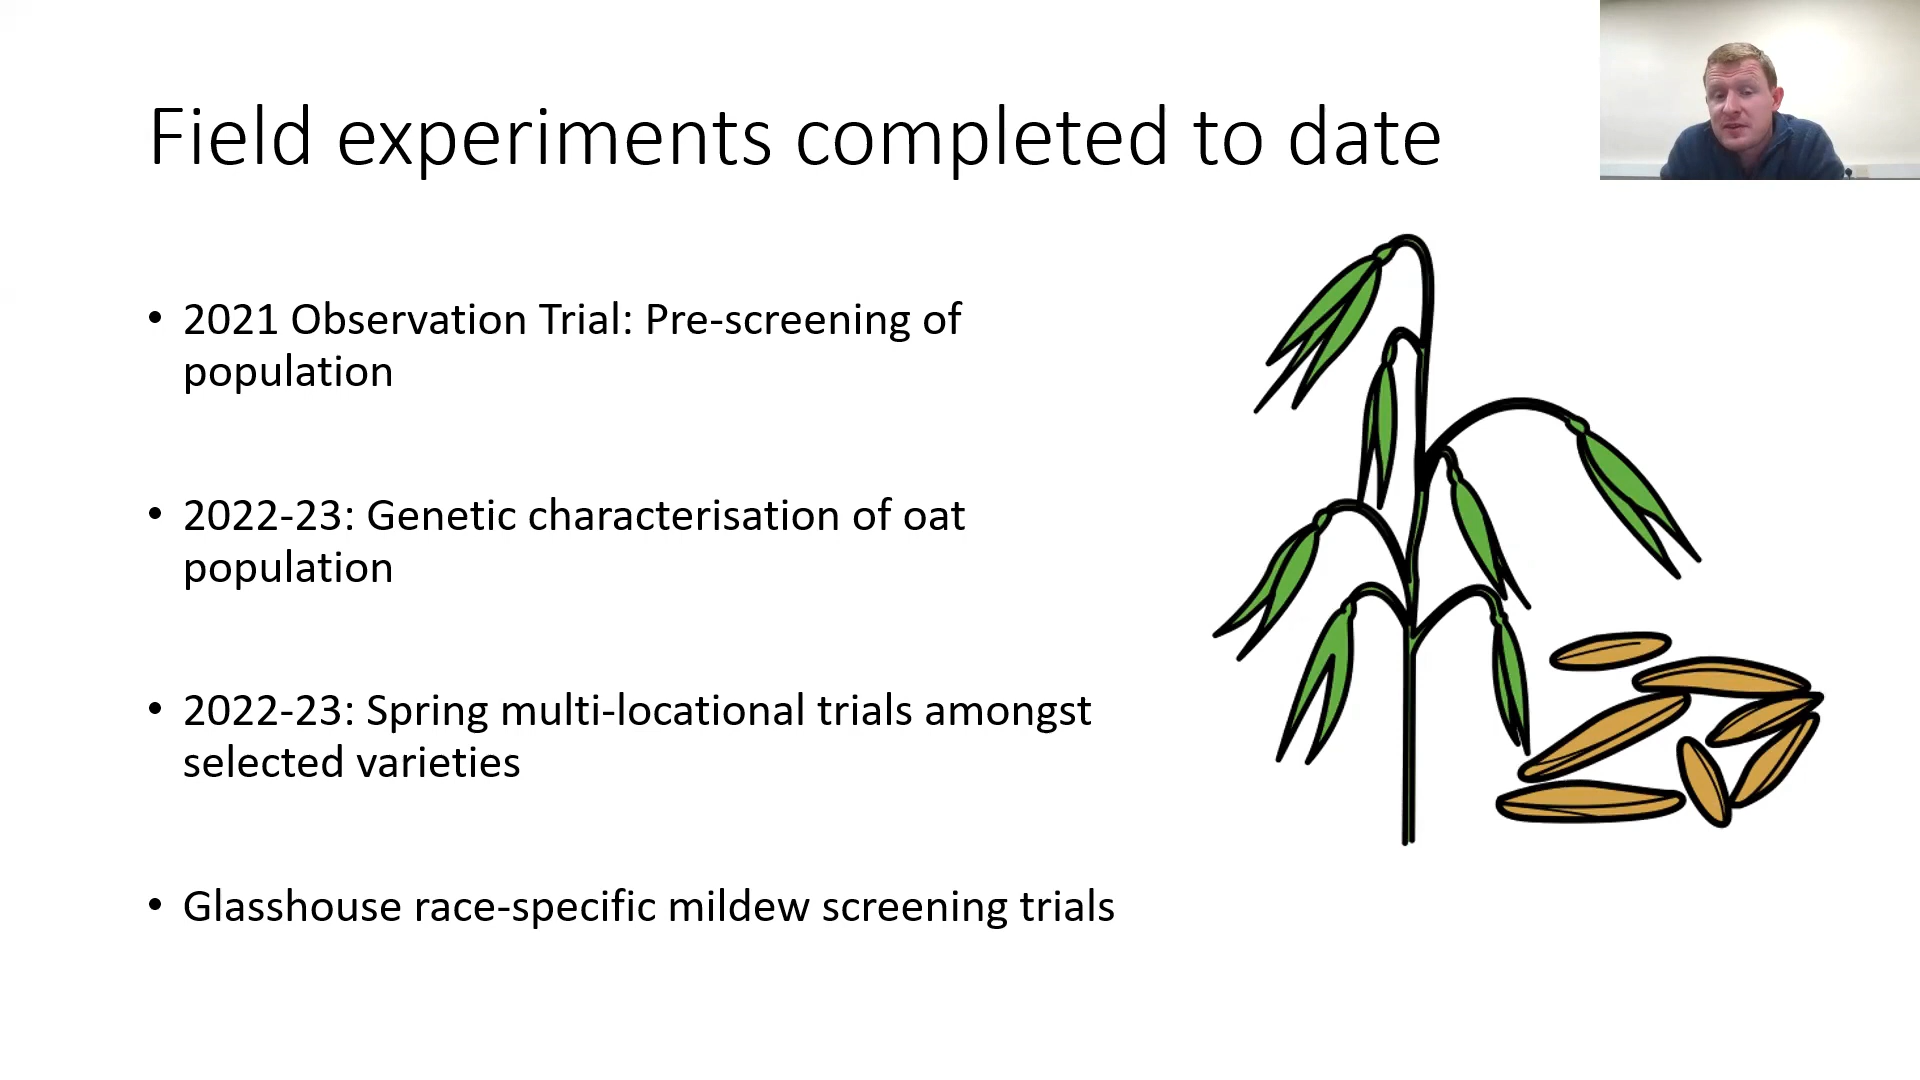 Field experiments completed to date
• 2021 Observation Trial: Pre-screening of
population
• 2022-23: Genetic characterisation of oat
population
• 2022-23: Spring multi-locational trials amongst
selected varieties
• Glasshouse race-specific mildew screening trials